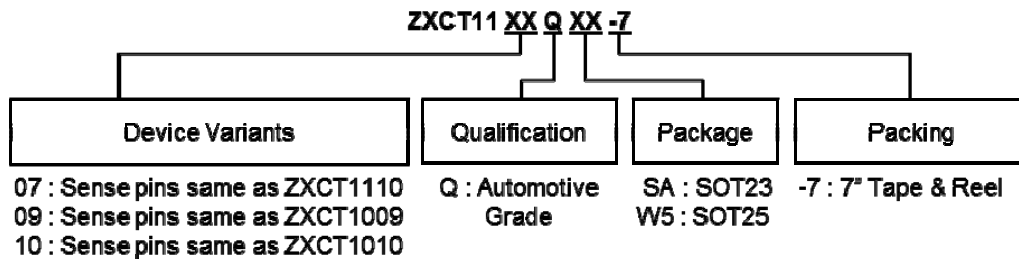 ZXCT11 XX Q XX -7
Device Variants
07 : Sense pins same as ZXCT1110
09 : Sense pins same as ZXCT1009
10 : Sense pins same as ZXCT1010
Qualification
Q : Automotive
Grade
Package
SA : SOT23
W5 : SOT25
Packing
-7 : 7" Tape & Reel